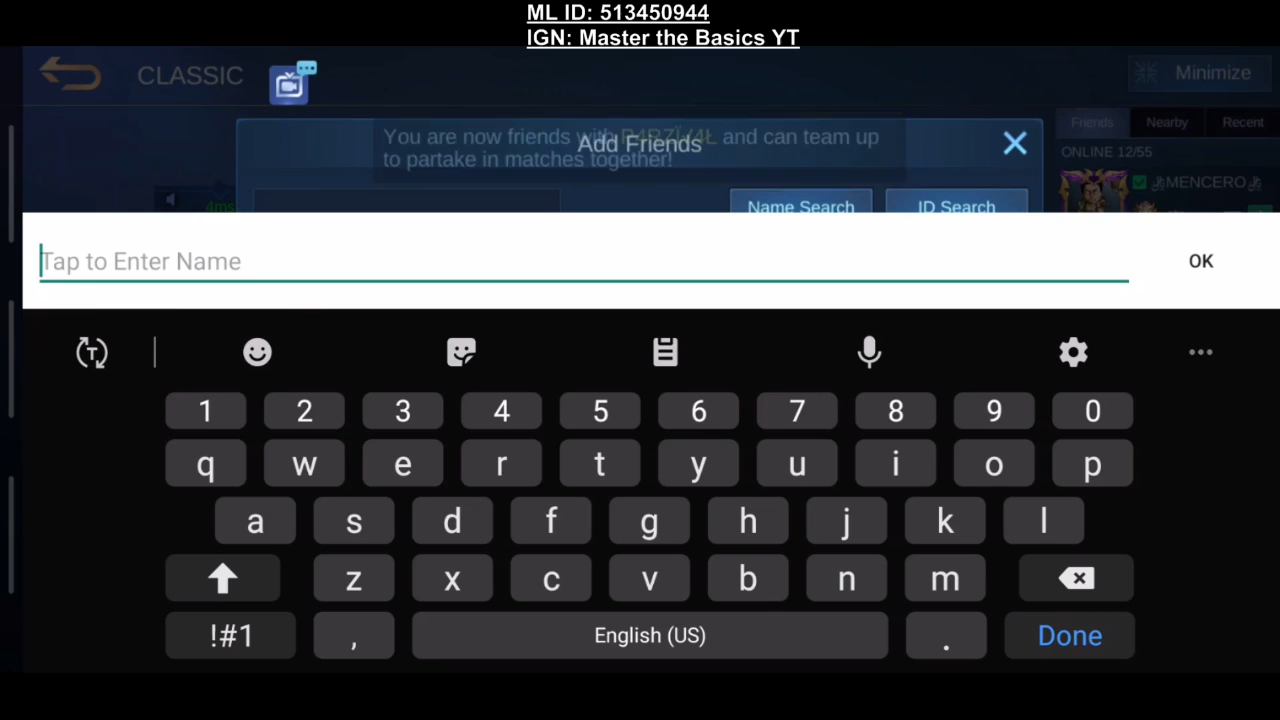 ML ID: 513450944
IGN: Master the Basics YT
CLASSIC
Minimize
Friends Nearby Recent
You are now friends with and can team up
to partake in matches together!
Add Friends
ONLINE 12/55
MENCERO
4ms
Name Search ID Search
Tap to Enter Name
OK
T
1 2 3 4 5 6 7 8 9 0
q w e r t y u i o p
a s d f g h j k l
z x c v b n m
!#1 , English (US) . Done